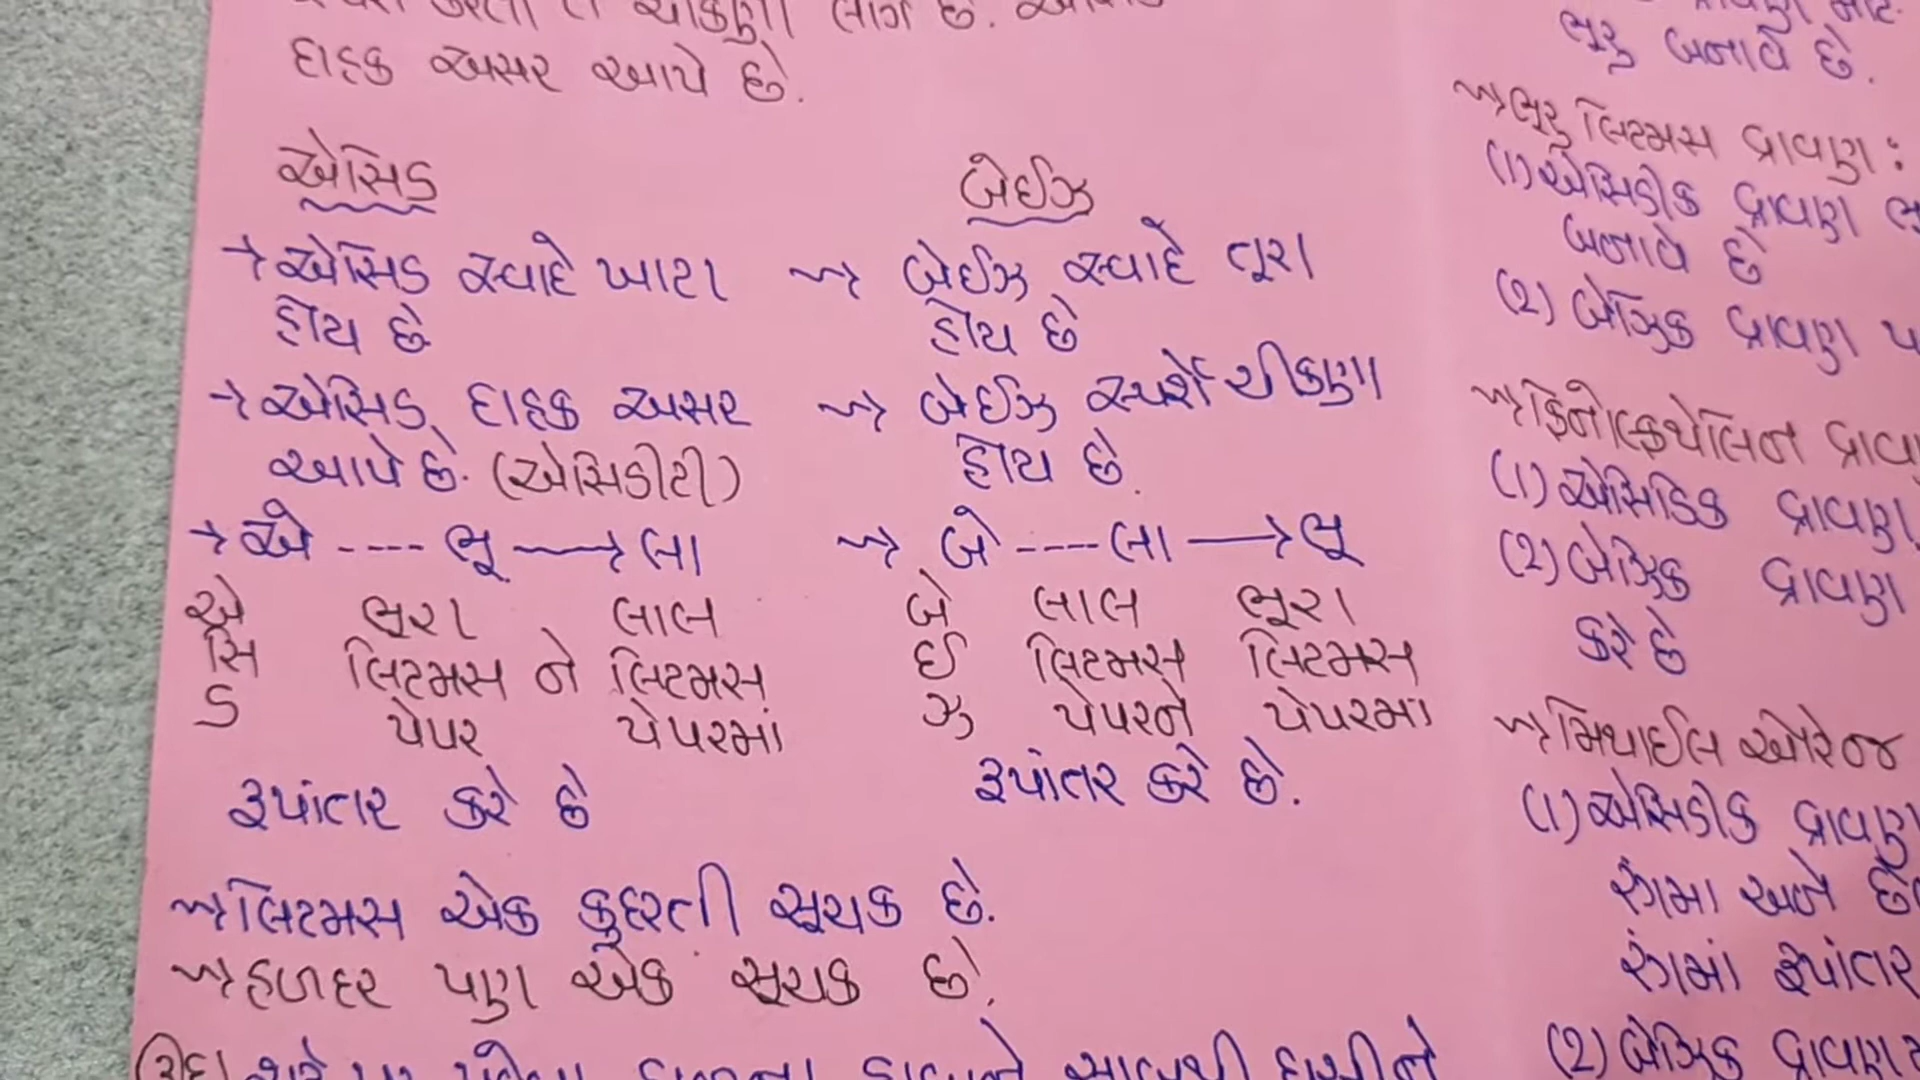 દાહક અસર આપે છે.
એસિડ
→ એસિડ સ્વાદે ખાટા
હોય છે
→ એસિડ દાહક અસર
આપે છે. (એસિડીટી)
→ એ ---- ભૂ → લા
એ ભૂરા લાલ
સિ લિટમસ ને લિટમસ
ડ પેપર પેપરમાં
રૂપાંતર કરે છે
બેઈઝ
→ બેઈઝ સ્વાદે તૂરા
હોય છે
→ બેઈઝ સ્પર્શે ચીકણા
હોય છે.
→ બે ---- લા → ભૂ
બે લાલ ભૂરા
ઈ લિટમસ લિટમસ
ઝ પેપરને પેપરમા
રૂપાંતર કરે છે.
→ લિટમસ એક કુદરતી સૂચક છે.
→ હળદર પણ એક સૂચક છે.
ભૂરુ બનાવે છે.
→ ભૂરુ લિટમસ દ્રાવણ :
(1) એસિડીક દ્રાવણ
બનાવે છે
(2) બેઝિક દ્રાવણ
→ ફિનોલ્ફથેલિન
(1) એસિડિક દ્રાવણ
(2) બેઝિક દ્રાવણ
કરે છે
→ મિથાઈલ ઓરેન્જ
(1) એસિડીક દ્રાવણ
રંગમા અને
રંગમાં રૂપાંતર
(2) બેઝિક દ્રાવણ